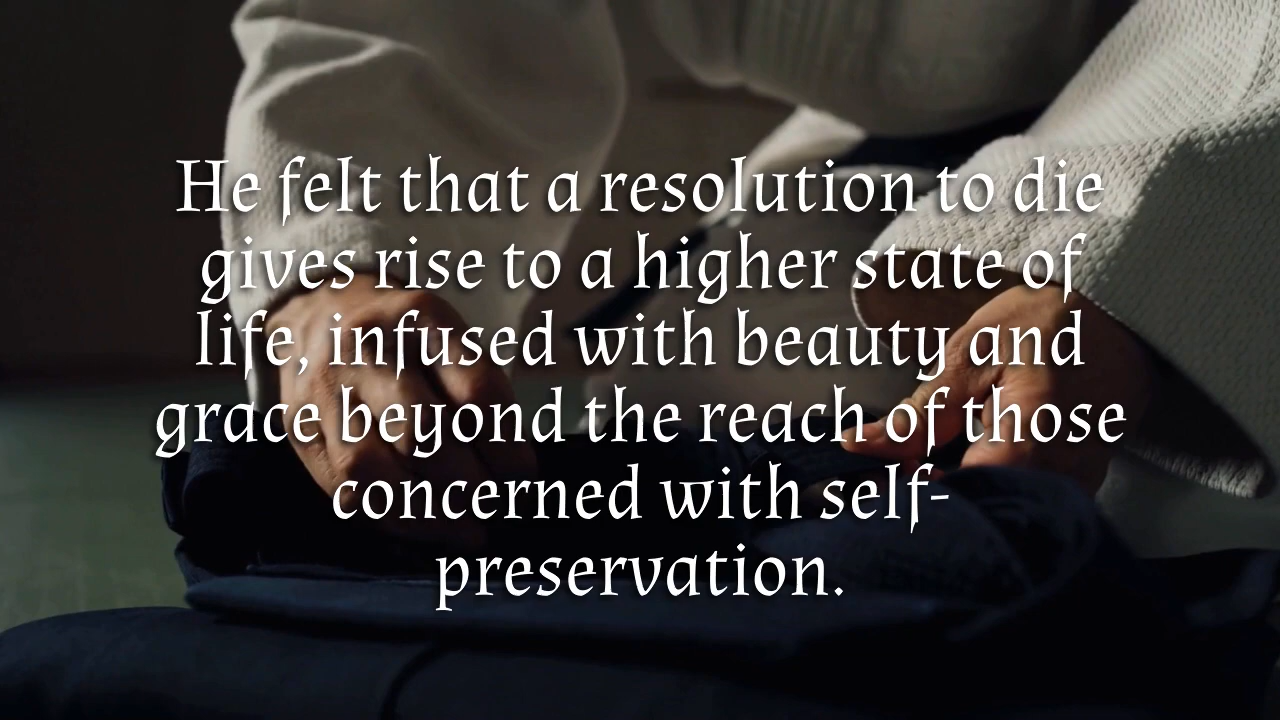 He felt that a resolution to die
gives rise to a higher state of
life, infused with beauty and
grace beyond the reach of those
concerned with self-
preservation.